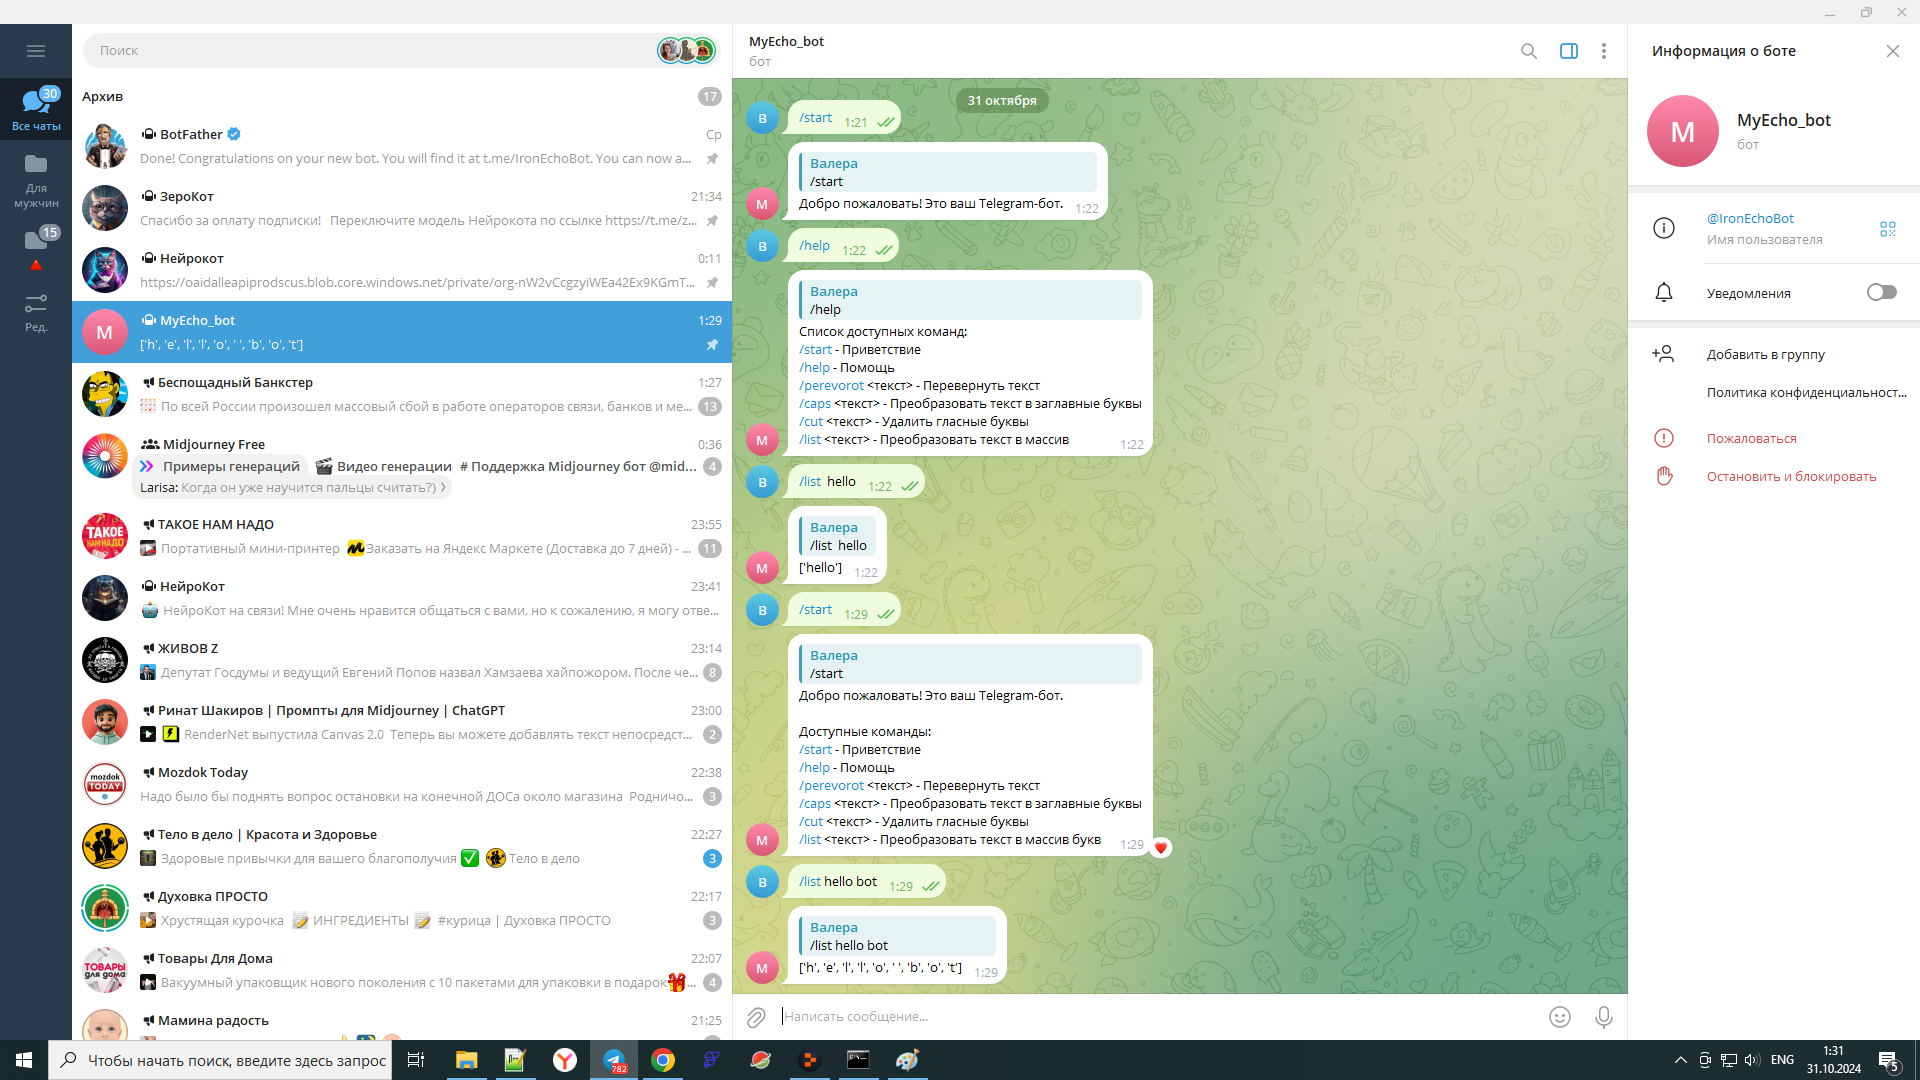 Поиск
30
Все чаты
Для
мужчин
15
Ред.
Архив
17
BotFather
Ср
Done! Congratulations on your new bot. You will find it at t.me/IronEchoBot. You can now a...
ЗероКот
21:34
Спасибо за оплату подписки! Переключите модель Нейрокота по ссылке https://t.me/z...
Нейрокот
0:11
https://oaidalleapiprodscus.blob.core.windows.net/private/org-nW2vCcgzyiWEa42Ex9KGmT...
M
MyEcho_bot
1:29
['h', 'e', 'l', 'l', 'o', ' ', 'b', 'o', 't']
Беспощадный Банкстер
1:27
По всей России произошел массовый сбой в работе операторов связи, банков и ме...
13
Midjourney Free
0:36
Примеры генераций Видео генерации # Поддержка Midjourney бот @mid...
4
Larisa: Когда он уже научится пальцы считать?)
ТАКОЕ НАМ НАДО
23:55
ТАКОЕ
НАМ НАДО
Портативный мини-принтер Заказать на Яндекс Маркете (Доставка до 7 дней) - ...
11
НейроКот
23:41
НейроКот на связи! Мне очень нравится общаться с вами, но к сожалению, я могу отве...
ЖИВОВ Z
23:14
Депутат Госдумы и ведущий Евгений Попов назвал Хамзаева хайпожором. После че...
8
Ринат Шакиров | Промпты для Midjourney | ChatGPT
23:00
RenderNet выпустила Canvas 2.0 Теперь вы можете добавлять текст непосредст...
2
Mozdok Today
22:38
mozdok
TODAY
Надо было бы поднять вопрос остановки на конечной ДОСа около магазина Родничо...
3
Тело в дело | Красота и Здоровье
22:27
Здоровые привычки для вашего благополучия Тело в дело
3
Духовка ПРОСТО
22:17
Хрустящая курочка ИНГРЕДИЕНТЫ #курица | Духовка ПРОСТО
3
Товары Для Дома
22:07
ТОВАРЫ
для дома
Вакуумный упаковщик нового поколения с 10 пакетами для упаковки в подарок ...
4
Мамина радость
21:25
MyEcho_bot
бот
31 октября
B
/start 1:21
Валера
/start
Добро пожаловать! Это ваш Telegram-бот. 1:22
M
B
/help 1:22
Валера
/help
Список доступных команд:
/start - Приветствие
/help - Помощь
/perevorot <текст> - Перевернуть текст
/caps <текст> - Преобразовать текст в заглавные буквы
/cut <текст> - Удалить гласные буквы
/list <текст> - Преобразовать текст в массив 1:22
M
B
/list hello 1:22
Валера
/list hello
['hello'] 1:22
M
B
/start 1:29
Валера
/start
Добро пожаловать! Это ваш Telegram-бот.
Доступные команды:
/start - Приветствие
/help - Помощь
/perevorot <текст> - Перевернуть текст
/caps <текст> - Преобразовать текст в заглавные буквы
/cut <текст> - Удалить гласные буквы
/list <текст> - Преобразовать текст в массив букв 1:29
M
B
/list hello bot 1:29
Валера
/list hello bot
['h', 'e', 'l', 'l', 'o', ' ', 'b', 'o', 't'] 1:29
M
Написать сообщение...
Информация о боте
M
MyEcho_bot
бот
@IronEchoBot
Имя пользователя
Уведомления
Добавить в группу
Политика конфиденциальност...
Пожаловаться
Остановить и блокировать
Чтобы начать поиск, введите здесь запрос
782
ENG
1:31
31.10.2024
5